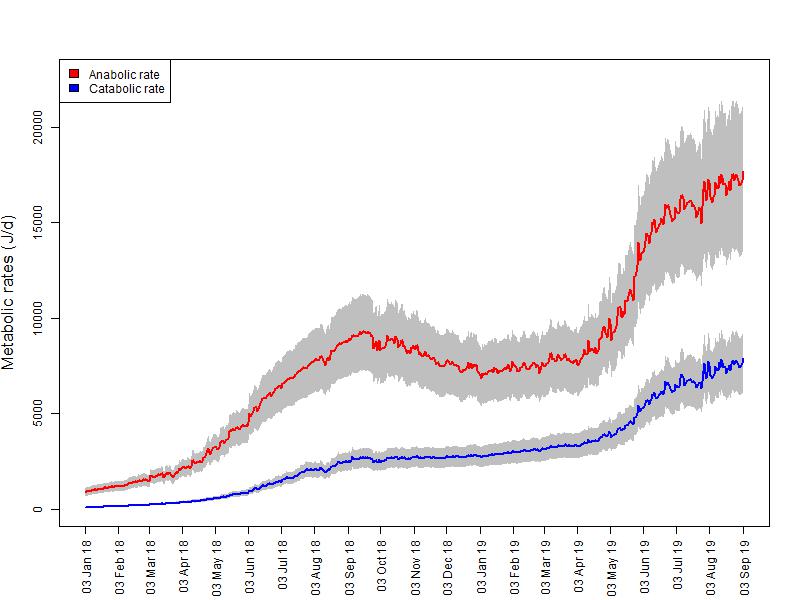 Anabolic rate
Catabolic rate
Metabolic rates (J/d)
20000
15000
10000
5000
0
03 Jan 18
03 Feb 18
03 Mar 18
03 Apr 18
03 May 18
03 Jun 18
03 Jul 18
03 Aug 18
03 Sep 18
03 Oct 18
03 Nov 18
03 Dec 18
03 Jan 19
03 Feb 19
03 Mar 19
03 Apr 19
03 May 19
03 Jun 19
03 Jul 19
03 Aug 19
03 Sep 19